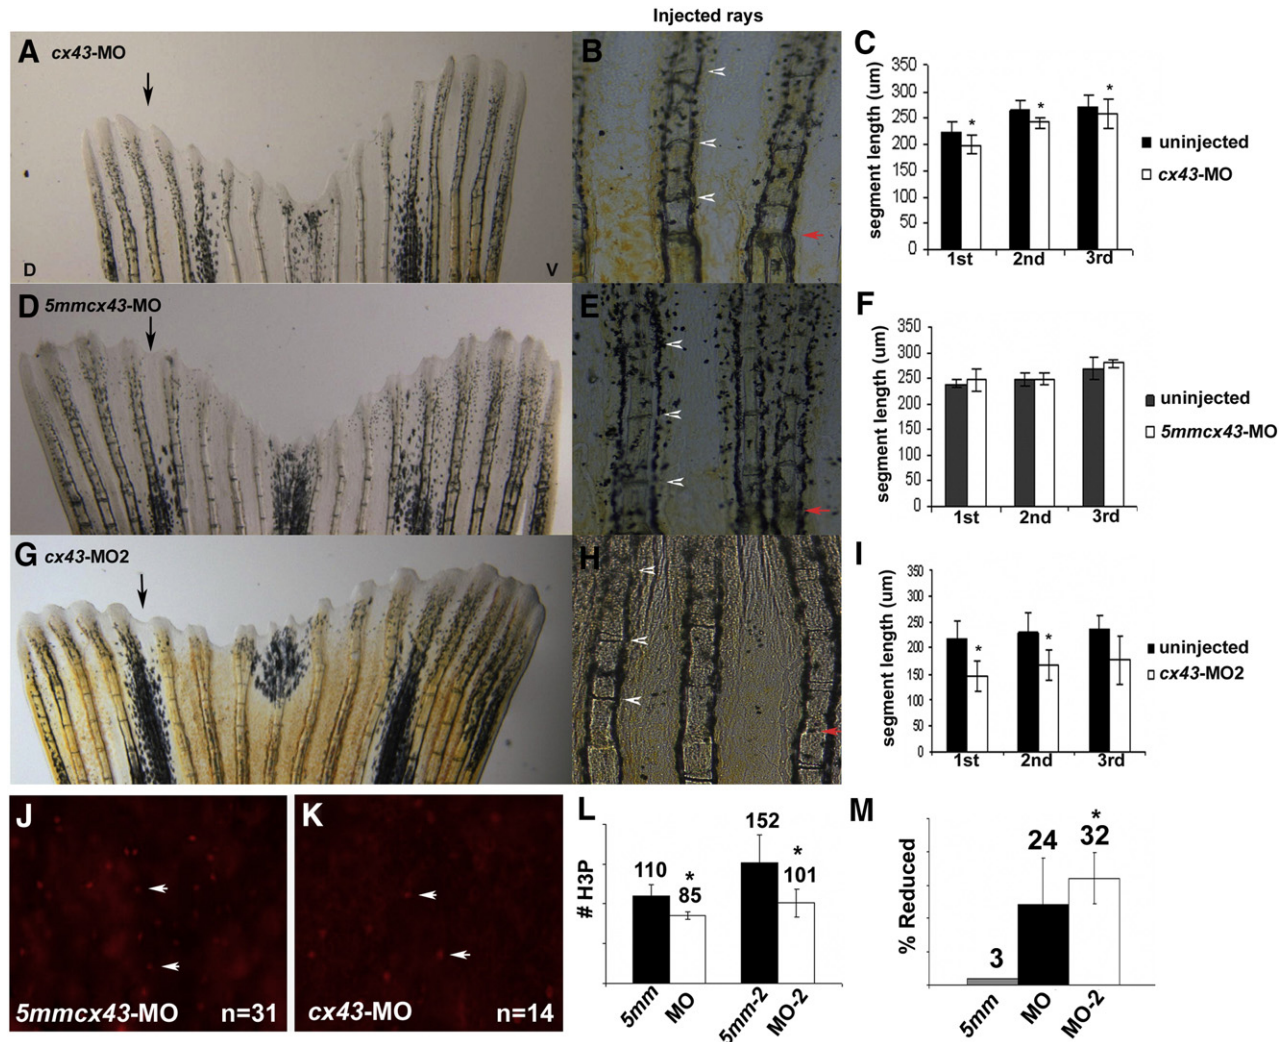 Injected rays
A cx43-MO
D
V
B
C
segment length (um)
350
300
250
200
150
100
50
0
* * *
1st 2nd 3rd
uninjected
cx43-MO
D 5mmcx43-MO
E
F
segment length (um)
350
300
250
200
150
100
50
0
1st 2nd 3rd
uninjected
5mmcx43-MO
G cx43-MO2
H
I
segment length (um)
350
300
250
200
150
100
50
0
* *
1st 2nd 3rd
uninjected
cx43-MO2
J
5mmcx43-MO n=31
K
cx43-MO n=14
L
# H3P
110
*
85
152
*
101
5mm MO 5mm-2 MO-2
M
% Reduced
3
24
*
32
5mm MO MO-2